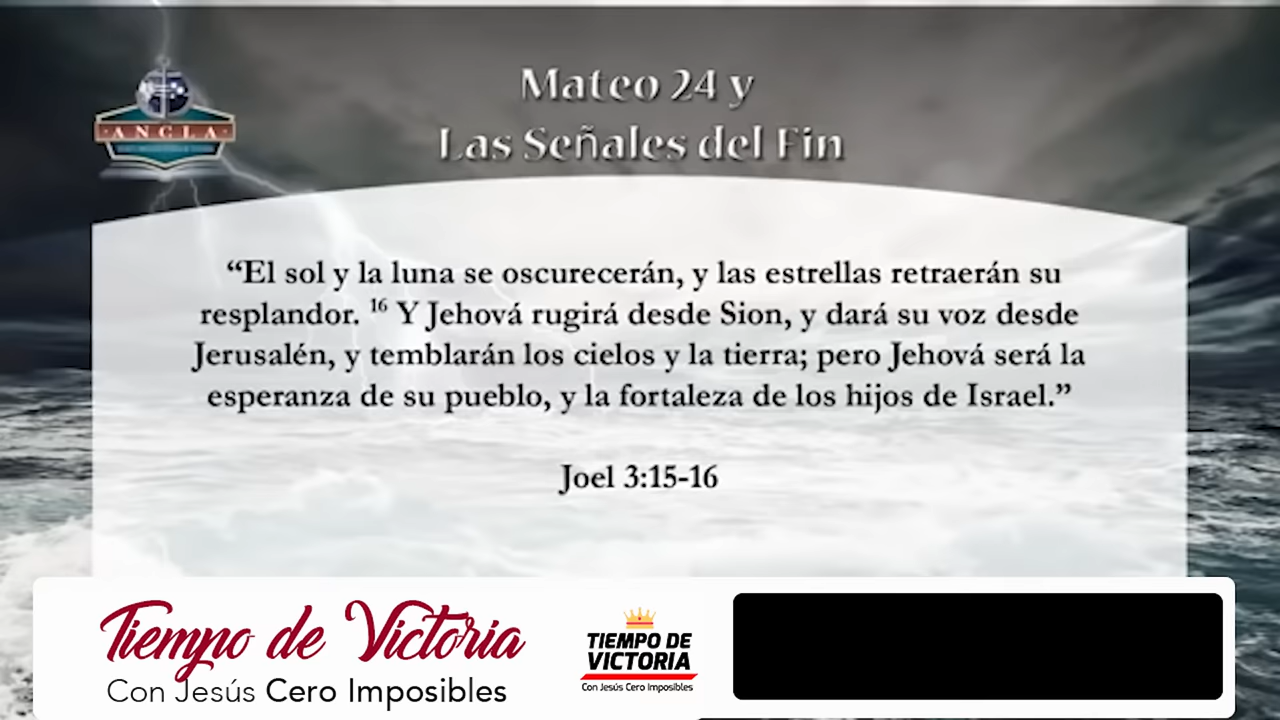 Mateo 24 y
Las Señales del Fin
ANCLA
“El sol y la luna se oscurecerán, y las estrellas retraerán su
resplandor. 16 Y Jehová rugirá desde Sion, y dará su voz desde
Jerusalén, y temblarán los cielos y la tierra; pero Jehová será la
esperanza de su pueblo, y la fortaleza de los hijos de Israel.”
Joel 3:15-16
Tiempo de Victoria
Con Jesús Cero Imposibles
TIEMPO DE
VICTORIA
Con Jesús Cero Imposibles